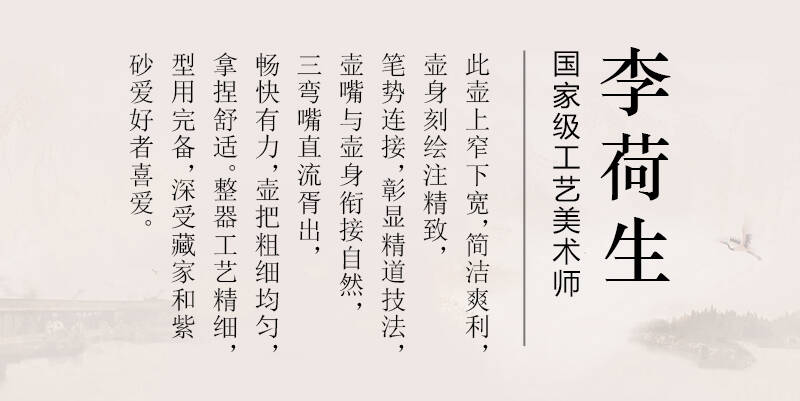 李荷生
国家级工艺美术师
此壶上窄下宽,简洁爽利,
壶身刻绘注精致,
笔势连接,彰显精道技法,
壶嘴与壶身衔接自然,
三弯嘴直流胥出,
畅快有力,壶把粗细均匀,
拿捏舒适。整器工艺精细,
型用完备,深受藏家和紫
砂爱好者喜爱。